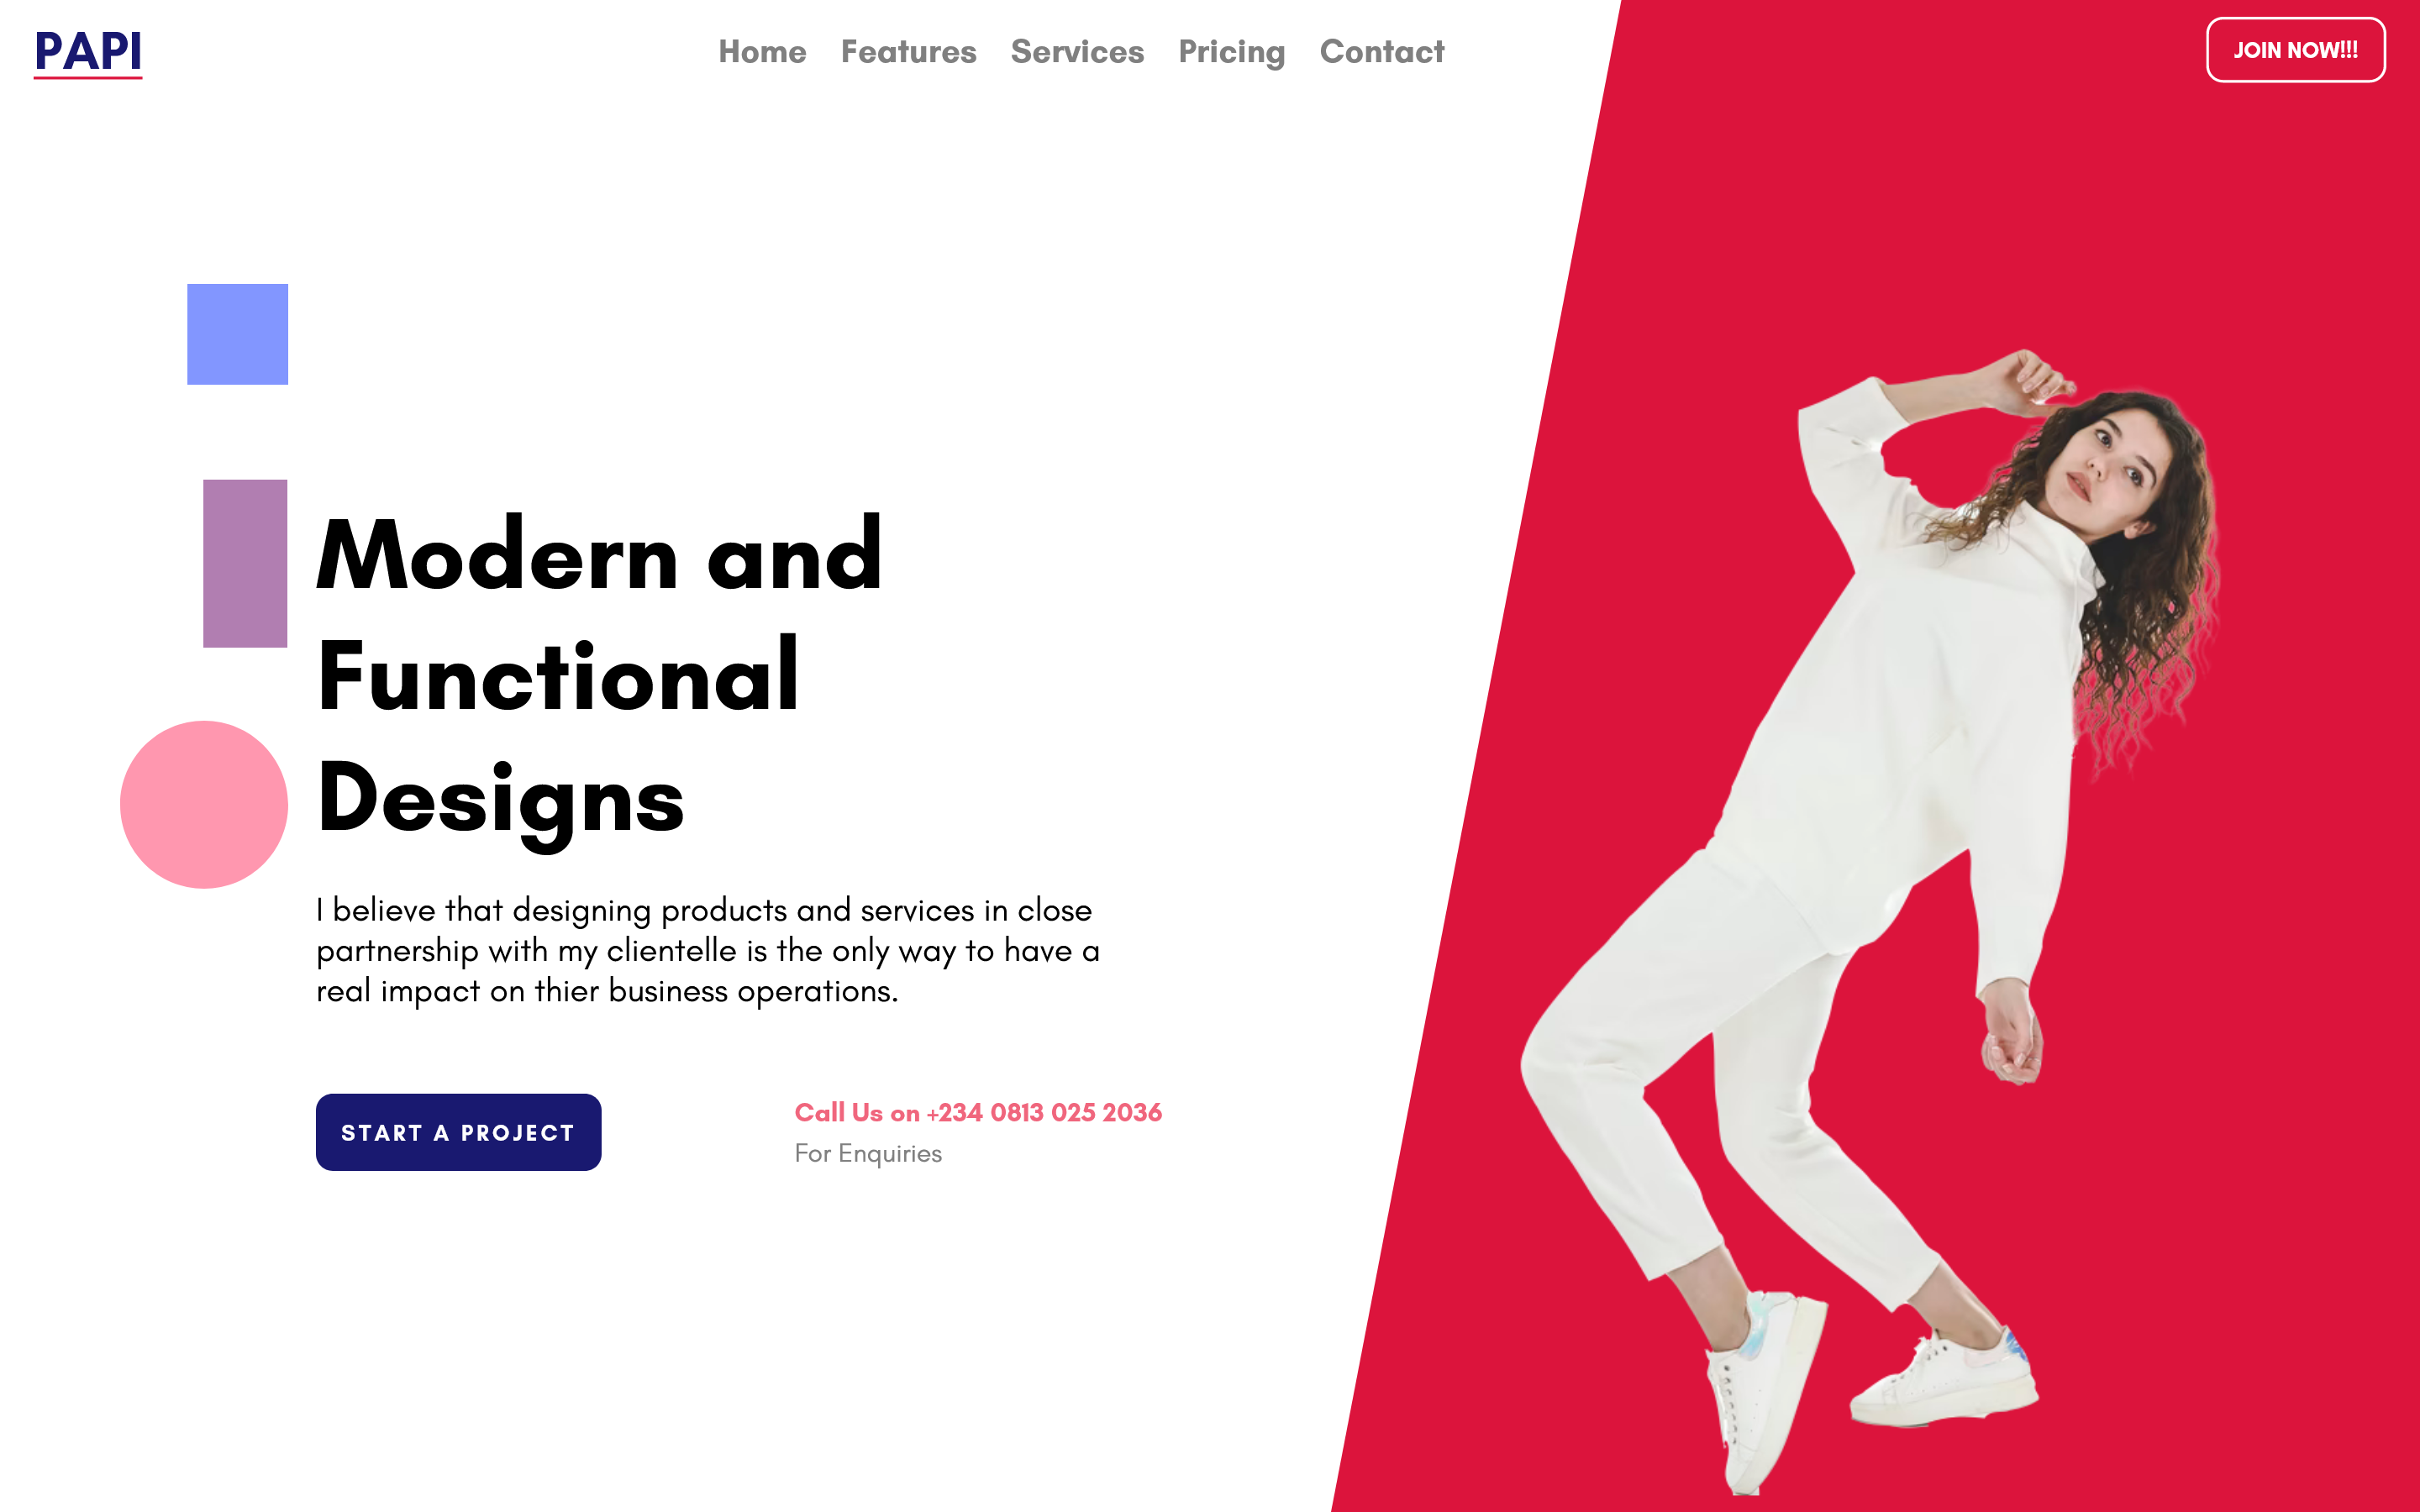 PAPI
Home Features Services Pricing Contact
JOIN NOW!!!
Modern and
Functional
Designs
I believe that designing products and services in close
partnership with my clientelle is the only way to have a
real impact on thier business operations.
START A PROJECT
Call Us on +234 0813 025 2036
For Enquiries